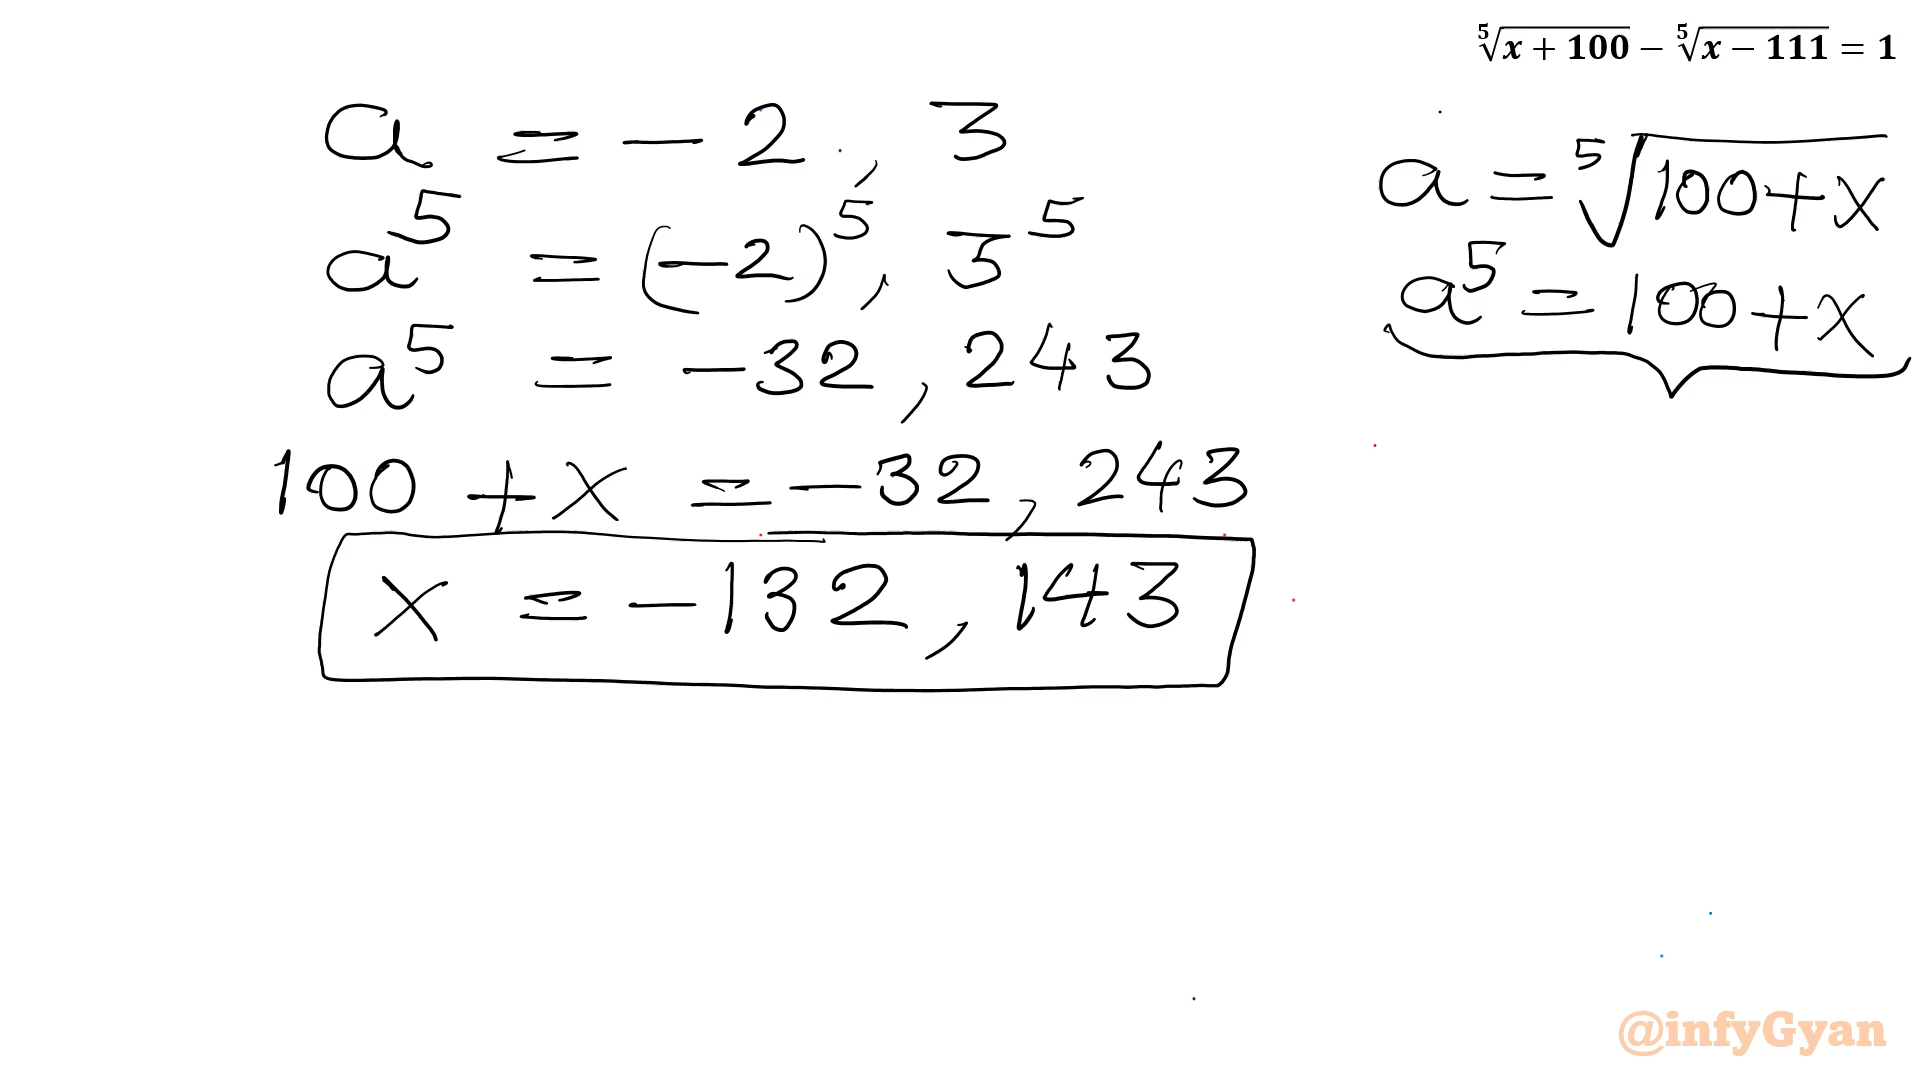 ⁵√(x + 100) − ⁵√(x − 111) = 1
a = -2, 3
a⁵ = (-2)⁵, 3⁵
a⁵ = -32, 243
100 + x = -32, 243
x = -132, 143
a = ⁵√(100+x)
a⁵ = 100+x
@infyGyan